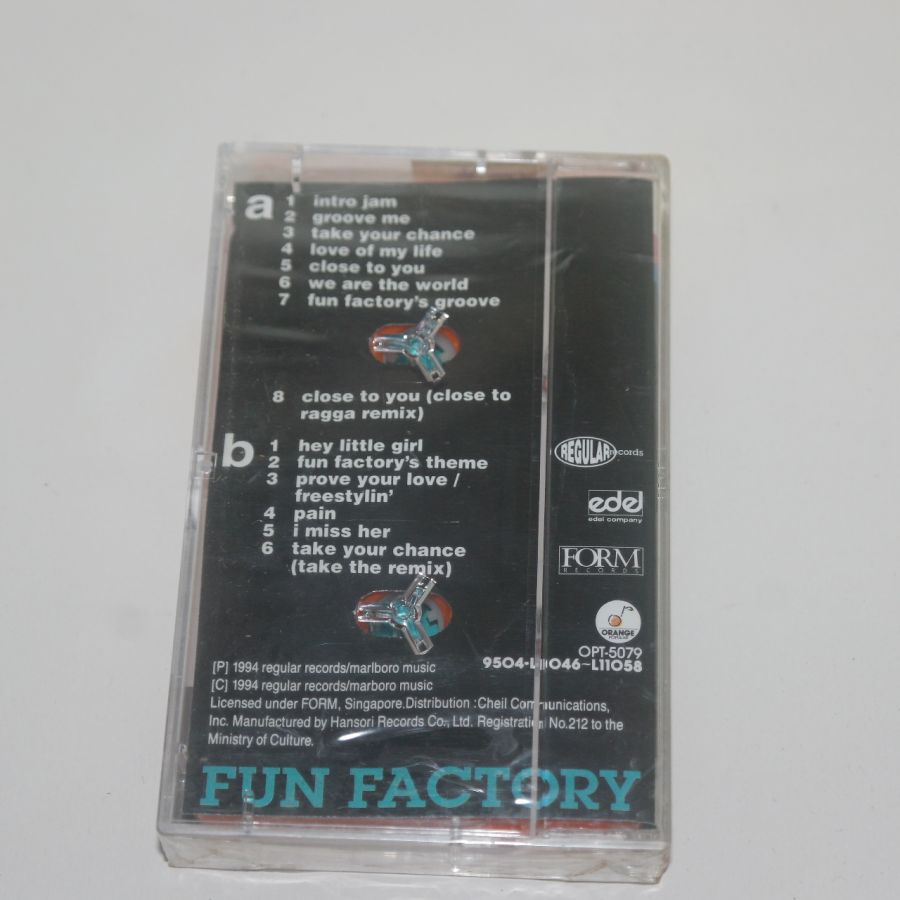 a 1 intro jam
2 groove me
3 take your chance
4 love of my life
5 close to you
6 we are the world
7 fun factory's groove
8 close to you (close to
ragga remix)
b 1 hey little girl
2 fun factory's theme
3 prove your love /
freestylin'
4 pain
5 i miss her
6 take your chance
(take the remix)
REGULAR records
edel
edel company
FORM
RECORDS
ORANGE
POPULAR
OPT-5079
9504-L11046~L11058
[P] 1994 regular records/marlboro music
[C] 1994 regular records/marboro music
Licensed under FORM, Singapore.Distribution :Cheil Communications,
Inc. Manufactured by Hansori Records Co., Ltd. Registration No.212 to the
Ministry of Culture.
FUN FACTORY